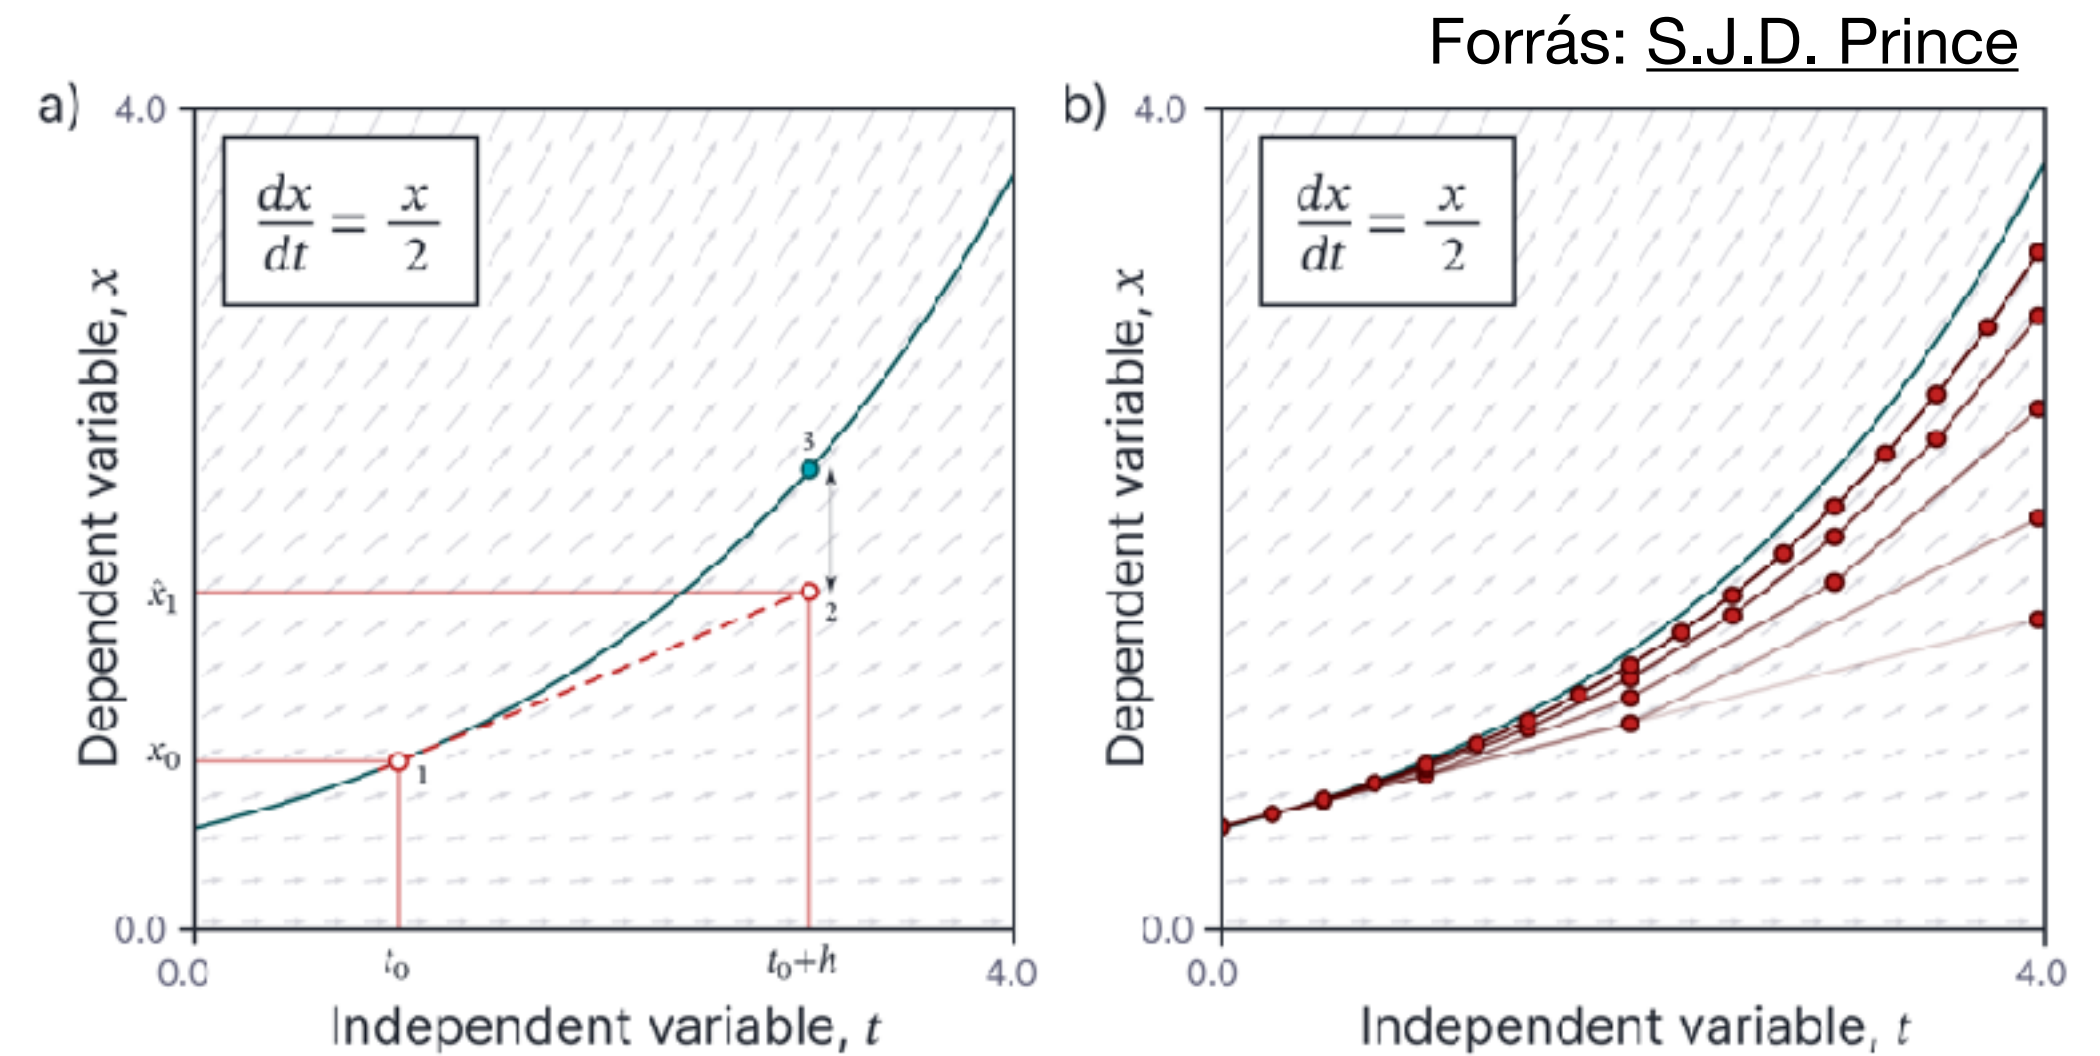 Forrás: S.J.D. Prince
a)
4.0
dx/dt = x/2
Dependent variable, x
3
x̂₁
2
x₀
1
0.0
0.0
t₀
t₀+h
4.0
Independent variable, t
b)
4.0
dx/dt = x/2
Dependent variable, x
0.0
0.0
4.0
Independent variable, t